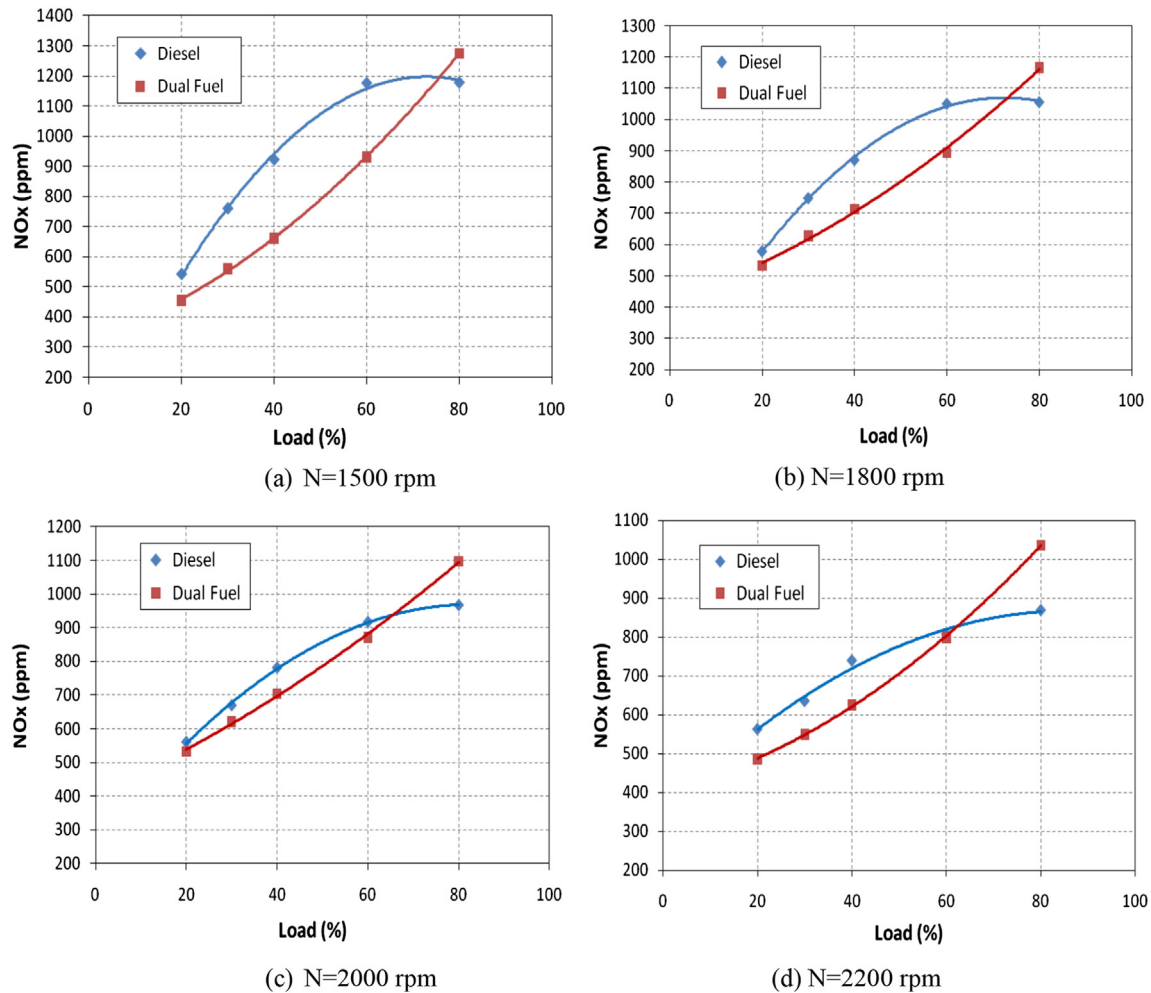 1400
1300
1200
1100
1000
900
800
700
600
500
400
300
200
NOx (ppm)
Diesel
Dual Fuel
0 20 40 60 80 100
Load (%)
(a) N=1500 rpm
1300
1200
1100
1000
900
800
700
600
500
400
300
200
NOx (ppm)
Diesel
Dual Fuel
0 20 40 60 80 100
Load (%)
(b) N=1800 rpm
1200
1100
1000
900
800
700
600
500
400
300
200
NOx (ppm)
Diesel
Dual Fuel
0 20 40 60 80 100
Load (%)
(c) N=2000 rpm
1100
1000
900
800
700
600
500
400
300
200
NOx (ppm)
Diesel
Dual Fuel
0 20 40 60 80 100
Load (%)
(d) N=2200 rpm